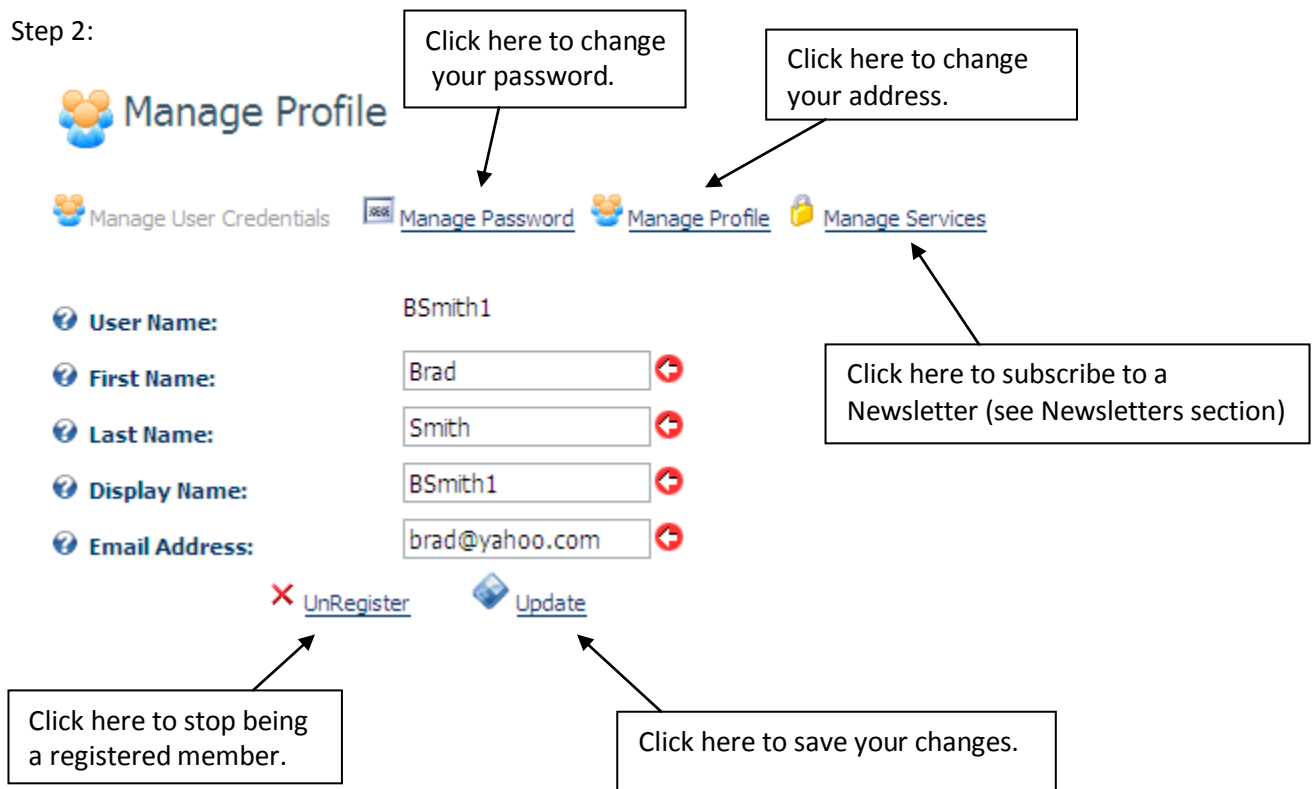 Step 2:
Click here to change
your password.
Click here to change
your address.
Manage Profile
Manage User Credentials Manage Password Manage Profile Manage Services
User Name: BSmith1
First Name: Brad
Last Name: Smith
Display Name: BSmith1
Email Address: brad@yahoo.com
Click here to subscribe to a
Newsletter (see Newsletters section)
UnRegister Update
Click here to stop being
a registered member.
Click here to save your changes.